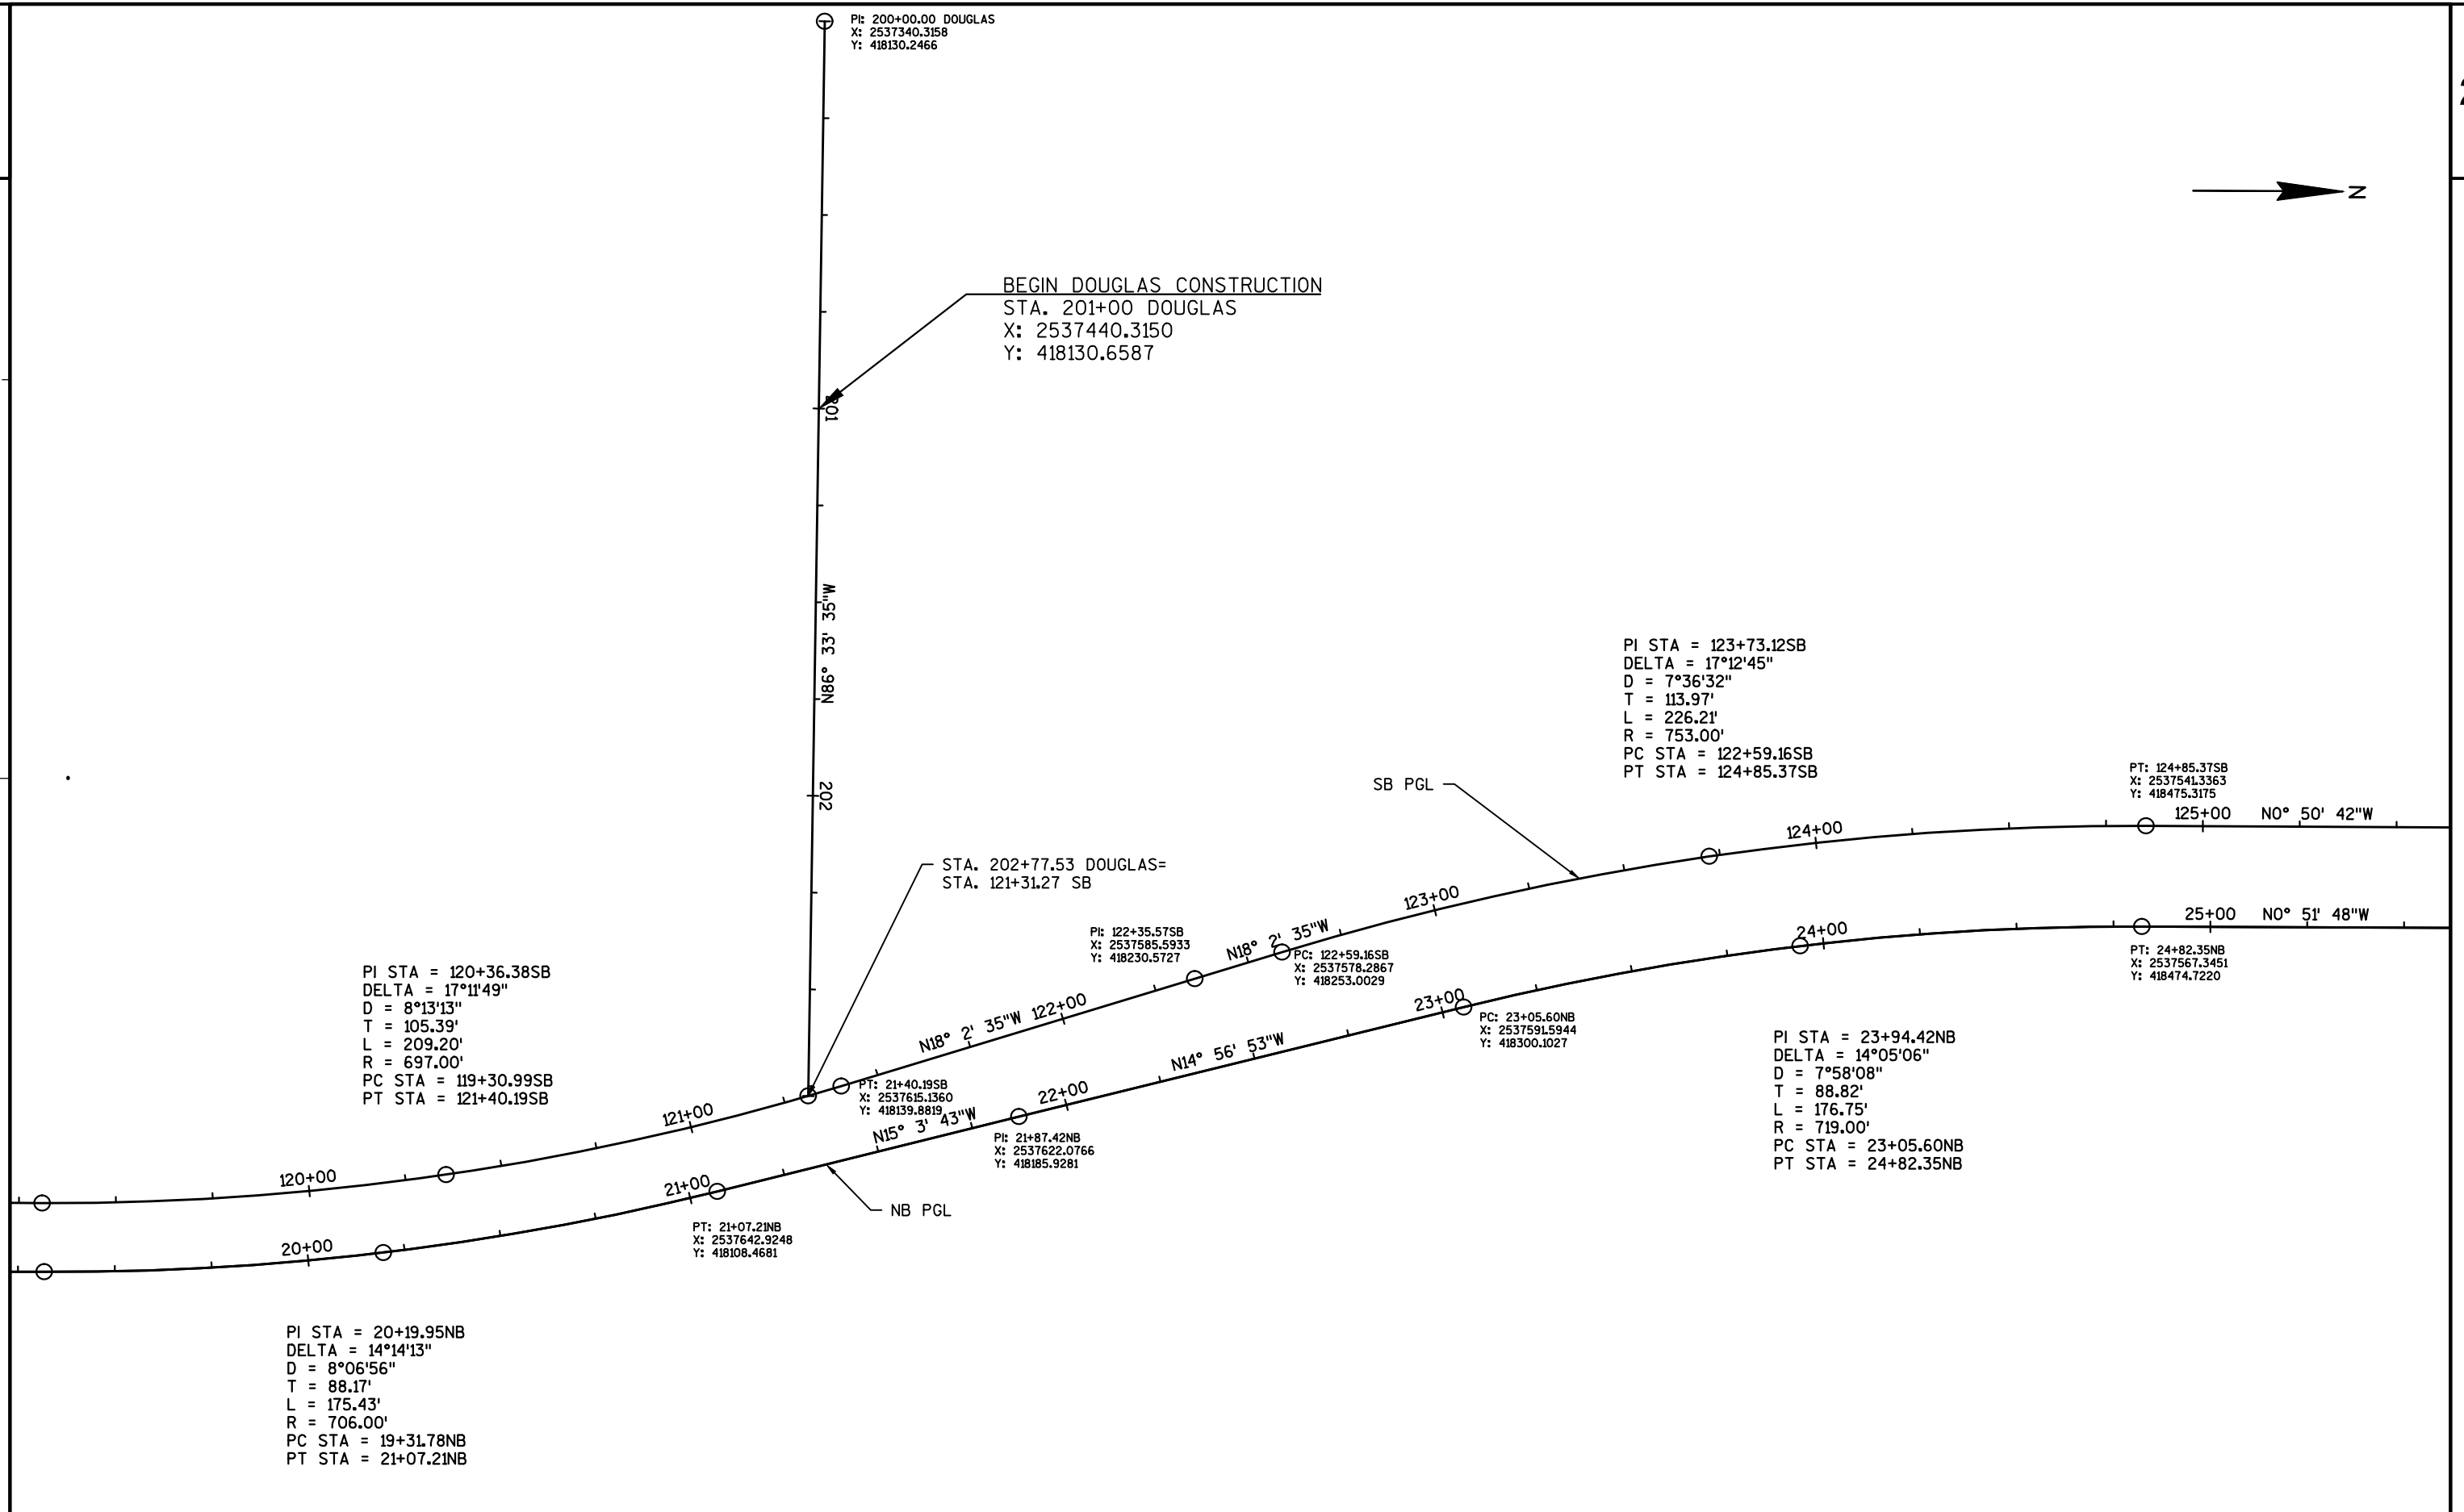 PI: 200+00.00 DOUGLAS
X: 2537340.3158
Y: 418130.2466
N
BEGIN DOUGLAS CONSTRUCTION
STA. 201+00 DOUGLAS
X: 2537440.3150
Y: 418130.6587
201
N86° 33' 35"W
202
STA. 202+77.53 DOUGLAS=
STA. 121+31.27 SB
PI STA = 123+73.12SB
DELTA = 17°12'45"
D = 7°36'32"
T = 113.97'
L = 226.21'
R = 753.00'
PC STA = 122+59.16SB
PT STA = 124+85.37SB
SB PGL
PT: 124+85.37SB
X: 2537541.3363
Y: 418475.3175
125+00
N0° 50' 42"W
124+00
123+00
PI: 122+35.57SB
X: 2537585.5933
Y: 418230.5727
N18° 2' 35"W
PC: 122+59.16SB
X: 2537578.2867
Y: 418253.0029
N18° 2' 35"W
122+00
25+00
N0° 51' 48"W
24+00
PT: 24+82.35NB
X: 2537567.3451
Y: 418474.7220
23+00
PC: 23+05.60NB
X: 2537591.5944
Y: 418300.1027
N14° 56' 53"W
PI STA = 120+36.38SB
DELTA = 17°11'49"
D = 8°13'13"
T = 105.39'
L = 209.20'
R = 697.00'
PC STA = 119+30.99SB
PT STA = 121+40.19SB
PI STA = 23+94.42NB
DELTA = 14°05'06"
D = 7°58'08"
T = 88.82'
L = 176.75'
R = 719.00'
PC STA = 23+05.60NB
PT STA = 24+82.35NB
PT: 21+40.19SB
X: 2537615.1360
Y: 418139.8819
121+00
22+00
N15° 3' 43"W
PI: 21+87.42NB
X: 2537622.0766
Y: 418185.9281
120+00
21+00
NB PGL
PT: 21+07.21NB
X: 2537642.9248
Y: 418108.4681
20+00
PI STA = 20+19.95NB
DELTA = 14°14'13"
D = 8°06'56"
T = 88.17'
L = 175.43'
R = 706.00'
PC STA = 19+31.78NB
PT STA = 21+07.21NB